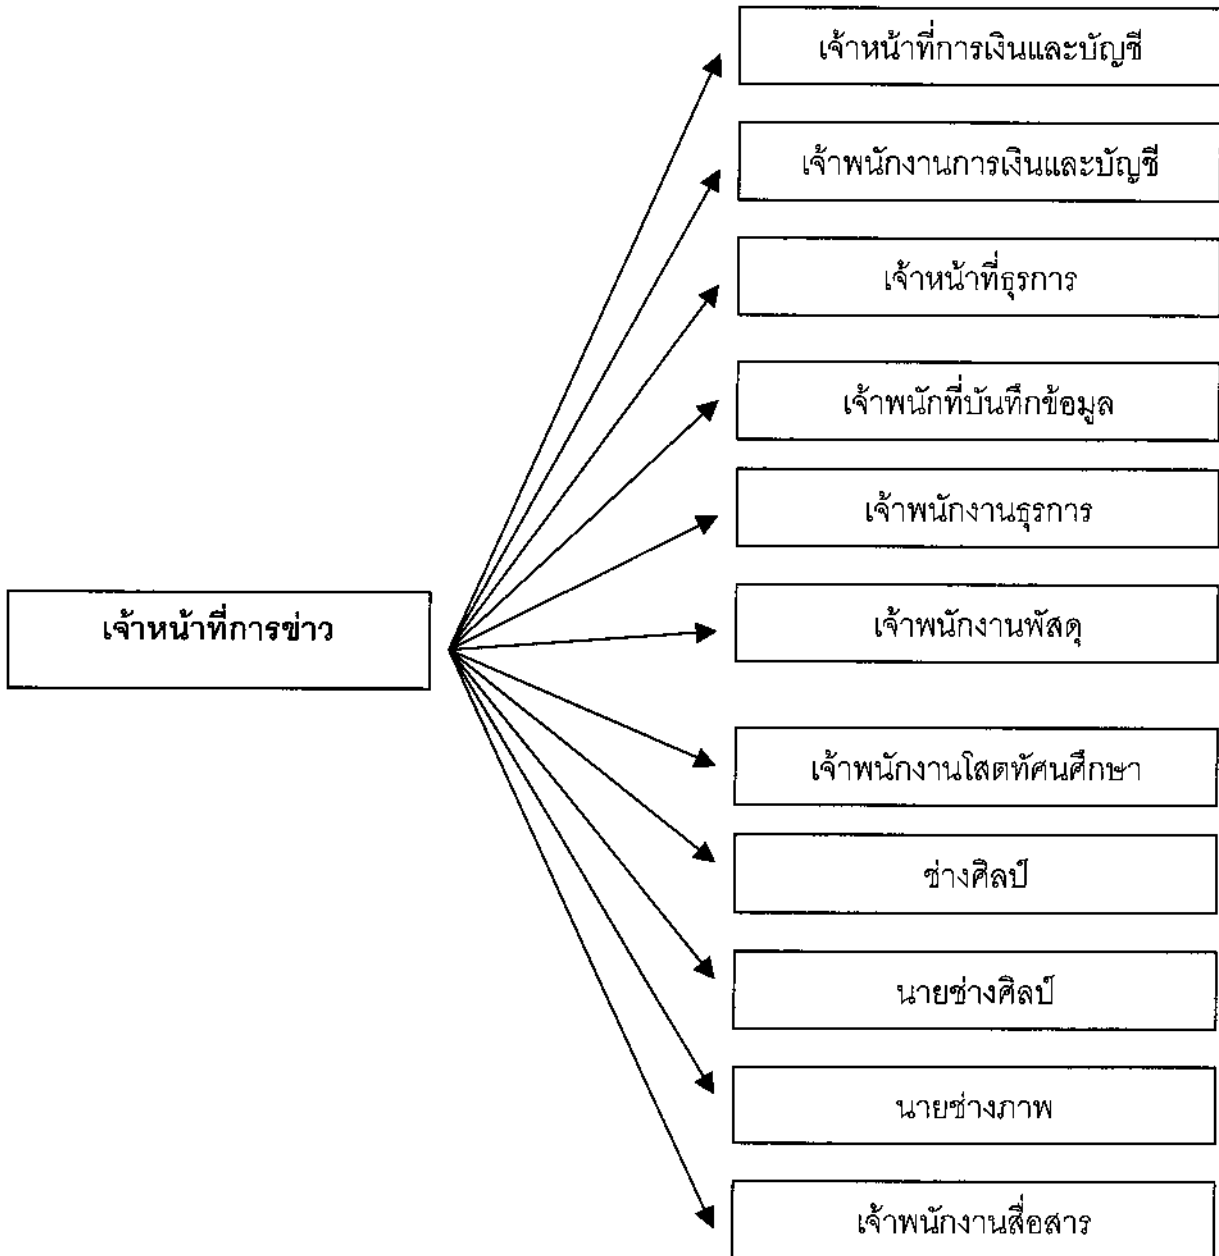 เจ้าหน้าที่การเงินและบัญชี
เจ้าพนักงานการเงินและบัญชี
เจ้าหน้าที่ธุรการ
เจ้าพนักที่บันทึกข้อมูล
เจ้าพนักงานธุรการ
เจ้าหน้าที่การข่าว
เจ้าพนักงานพัสดุ
เจ้าพนักงานโสตทัศนศึกษา
ช่างศิลป์
นายช่างศิลป์
นายช่างภาพ
เจ้าพนักงานสื่อสาร